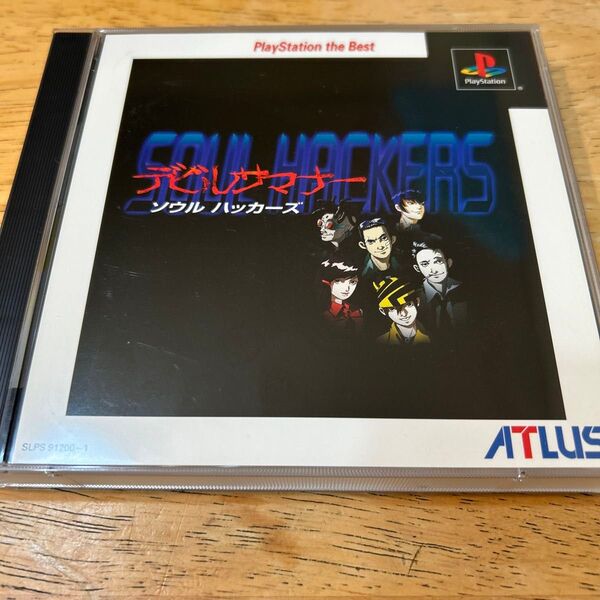 PlayStation the Best
PlayStation
SOUL HACKERS
デビルサマナー
ソウル ハッカーズ
SLPS 91200~1
ATLUS